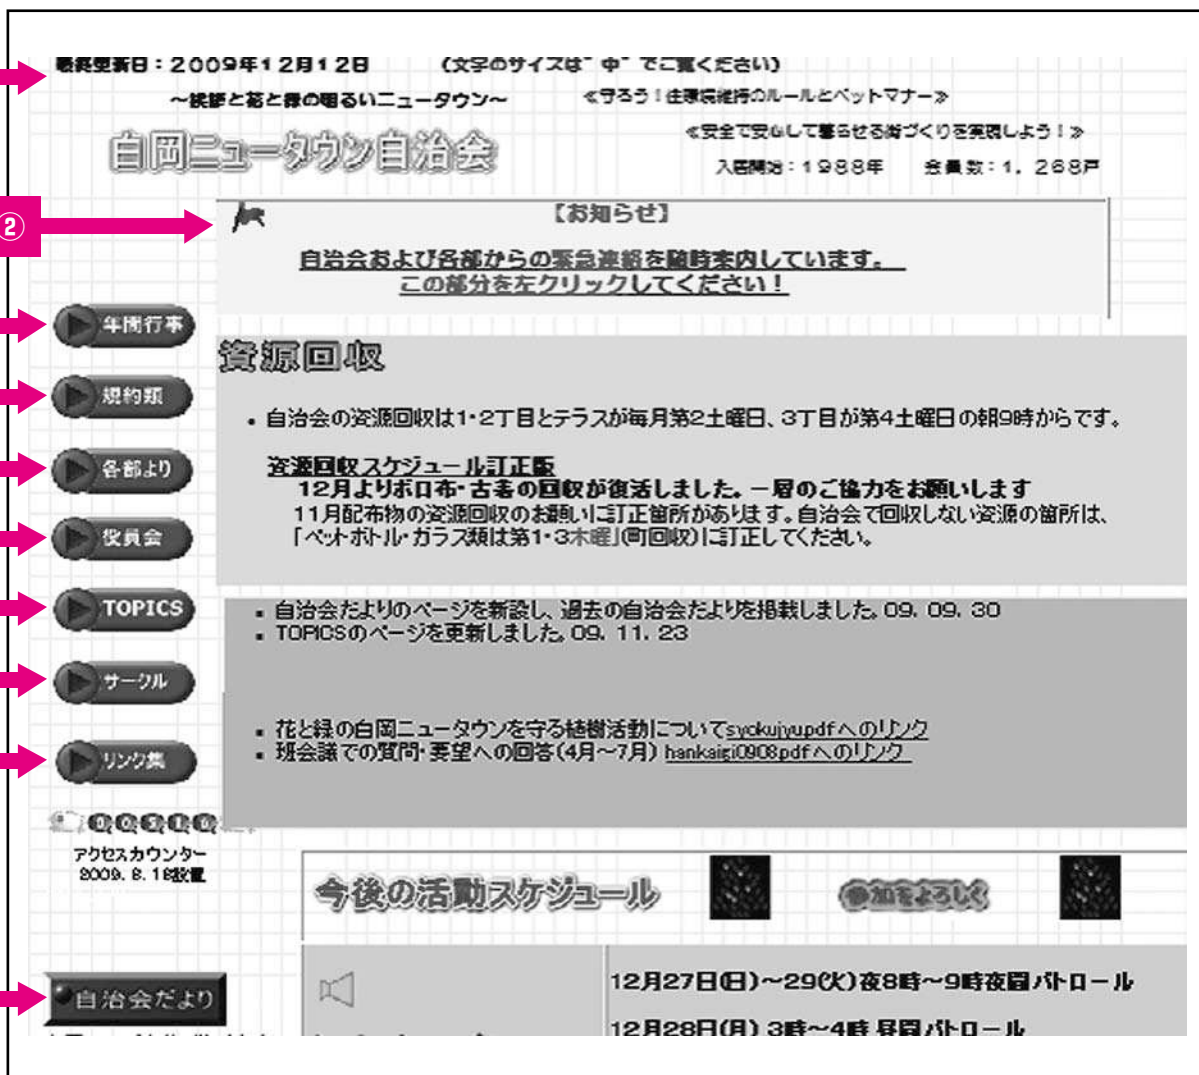 最終更新日：2009年12月12日　（文字のサイズは"中"でご覧ください）
～挨拶と花と緑の明るいニュータウン～　≪守ろう！住環境維持のルールとペットマナー≫
≪安全で安心して暮らせる街づくりを実現しよう！≫
白岡ニュータウン自治会
入居開始：1988年　会員数：1，268戸
②
【お知らせ】
自治会および各部からの緊急連絡を随時案内しています。
この部分を左クリックしてください！
年間行事
規約類
各部より
役員会
TOPICS
サークル
リンク集
アクセスカウンター
2009.8.18設置
自治会だより
資源回収
・自治会の資源回収は1・2丁目とテラスが毎月第2土曜日、3丁目が第4土曜日の朝9時からです。
資源回収スケジュール訂正版
12月よりボロ布・古着の回収が復活しました。一層のご協力をお願いします
11月配布物の資源回収のお願いに訂正箇所があります。自治会で回収しない資源の箇所は、
「ペットボトル・ガラス類は第1・3木曜」（町回収）に訂正してください。
・自治会だよりのページを新設し、過去の自治会だよりを掲載しました。09．09．30
・TOPICSのページを更新しました。09．11．23
・花と緑の白岡ニュータウンを守る植樹活動についてsyokujyupdfへのリンク
・班会議での質問・要望への回答（4月～7月）hankaigi0908pdfへのリンク
今後の活動スケジュール　参加をよろしく
12月27日（日）～29（火）夜8時～9時夜間パトロール
12月28日（月）3時～4時 昼間パトロール